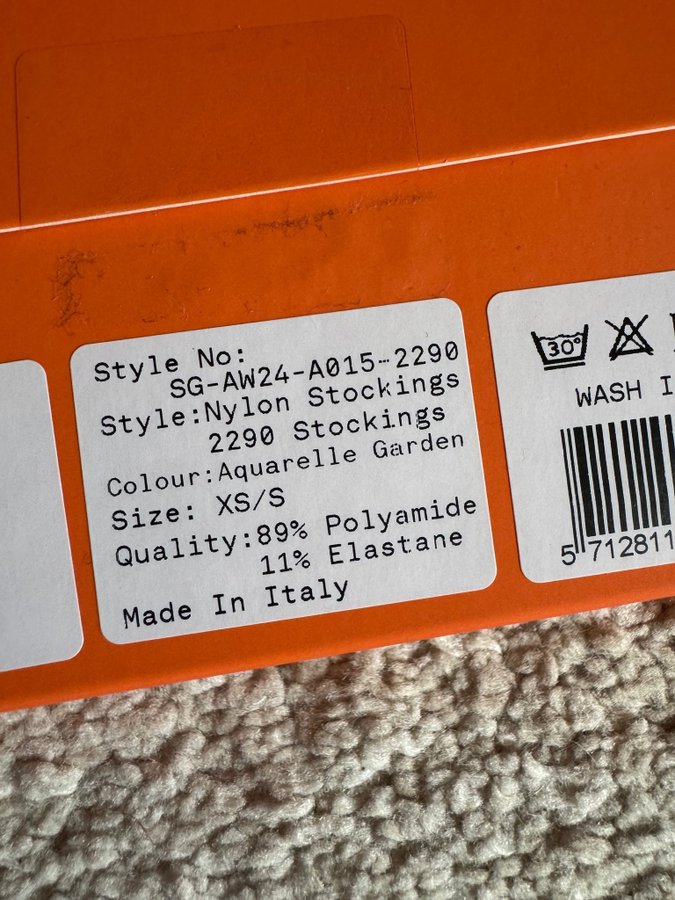 Style No:
SG-AW24-A015-2290
Style:Nylon Stockings
2290 Stockings
Colour:Aquarelle Garden
Size: XS/S
Quality:89% Polyamide
11% Elastane
Made In Italy
30°
WASH I
5 712811